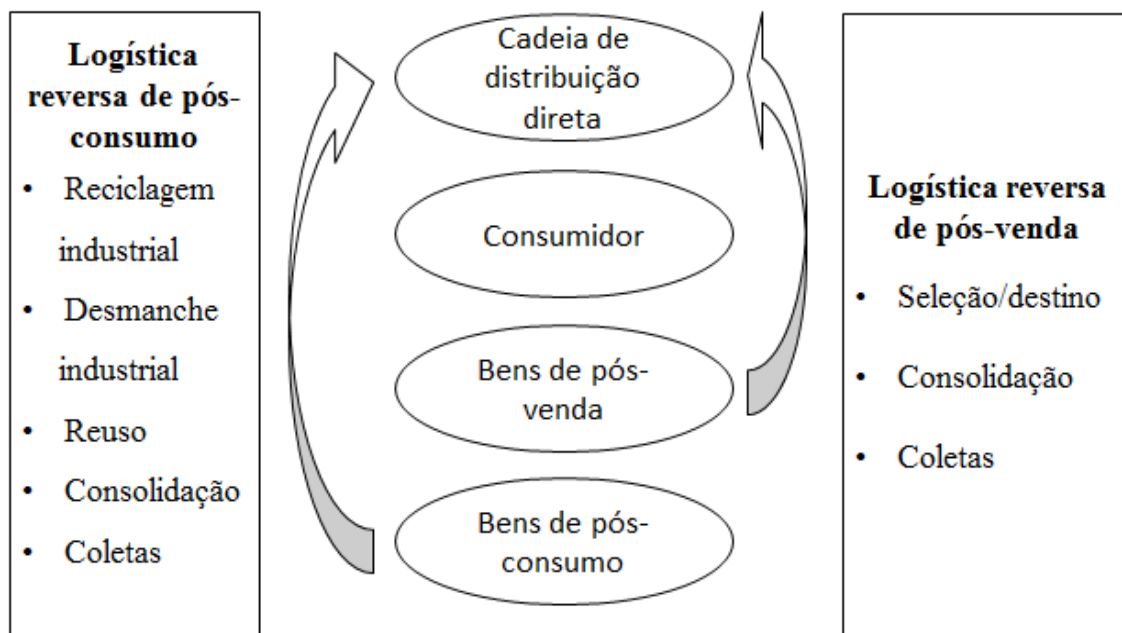 Logística
reversa de pós-
consumo
• Reciclagem
industrial
• Desmanche
industrial
• Reuso
• Consolidação
• Coletas
Cadeia de
distribuição
direta
Consumidor
Bens de pós-
venda
Bens de pós-
consumo
Logística reversa
de pós-venda
• Seleção/destino
• Consolidação
• Coletas